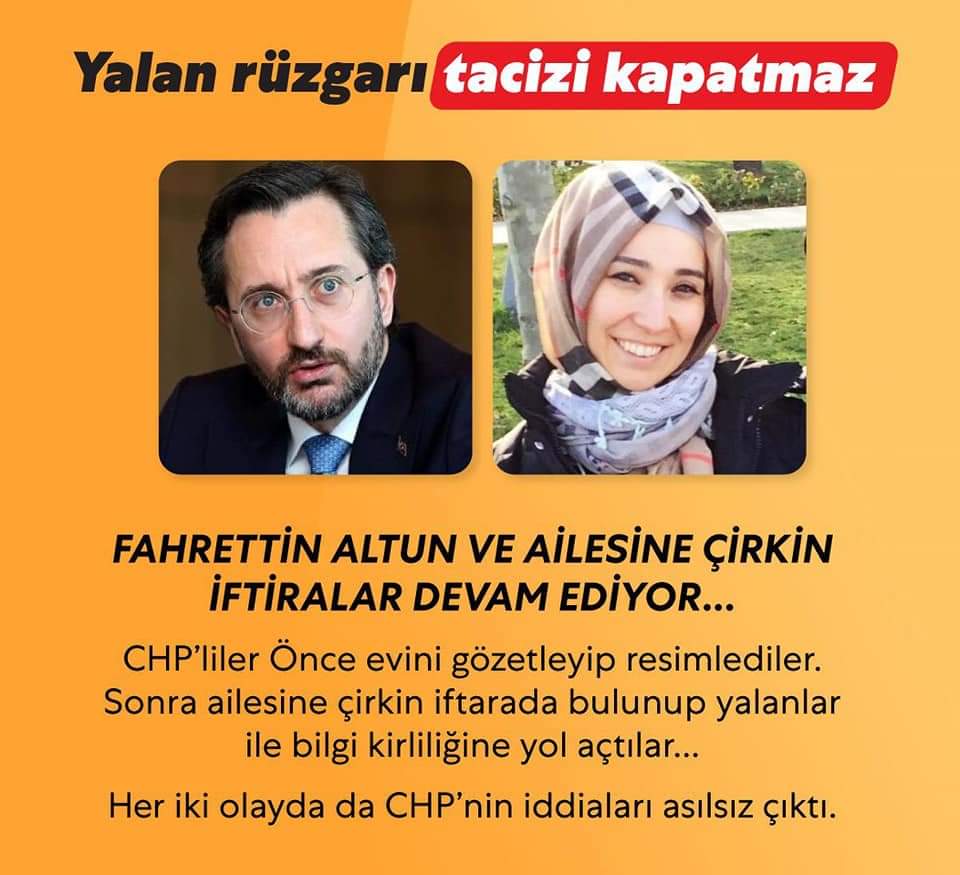 Yalan rüzgarı tacizi kapatmaz
FAHRETTİN ALTUN VE AİLESİNE ÇİRKİN
İFTİRALAR DEVAM EDİYOR...
CHP'liler Önce evini gözetleyip resimlediler.
Sonra ailesine çirkin iftarada bulunup yalanlar
ile bilgi kirliliğine yol açtılar...
Her iki olayda da CHP'nin iddiaları asılsız çıktı.